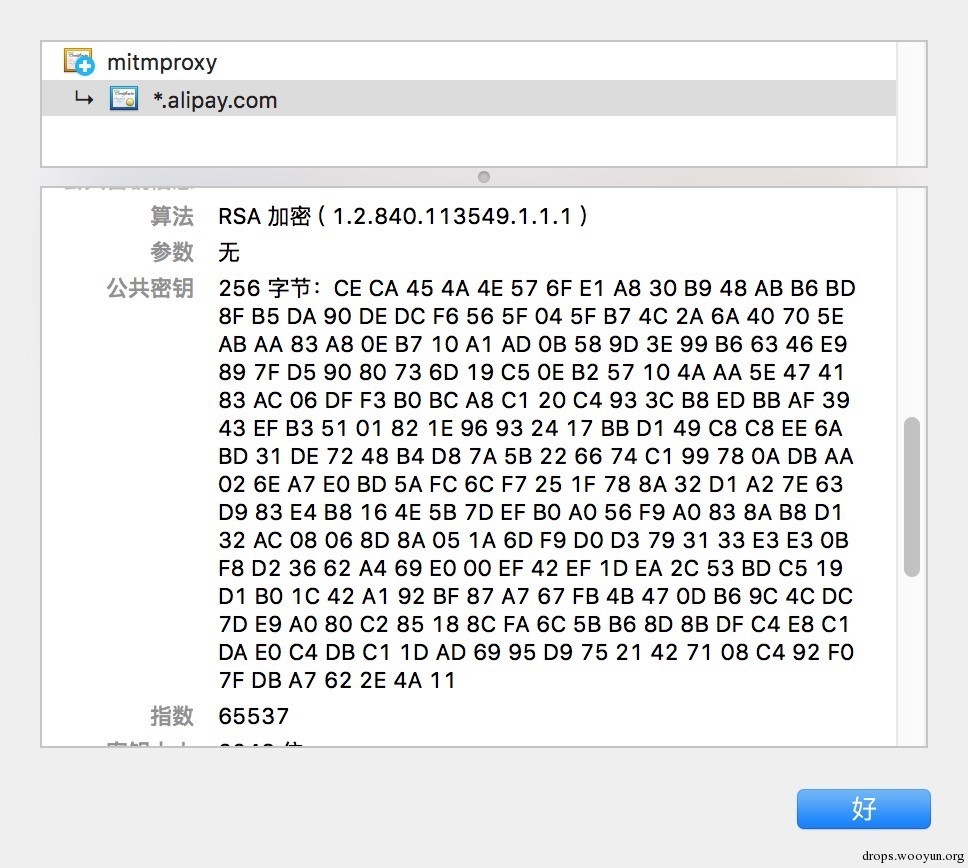 mitmproxy
*.alipay.com
算法 RSA 加密 ( 1.2.840.113549.1.1.1 )
参数 无
公共密钥 256 字节： CE CA 45 4A 4E 57 6F E1 A8 30 B9 48 AB B6 BD
8F B5 DA 90 DE DC F6 56 5F 04 5F B7 4C 2A 6A 40 70 5E
AB AA 83 A8 0E B7 10 A1 AD 0B 58 9D 3E 99 B6 63 46 E9
89 7F D5 90 80 73 6D 19 C5 0E B2 57 10 4A AA 5E 47 41
83 AC 06 DF F3 B0 BC A8 C1 20 C4 93 3C B8 ED BB AF 39
43 EF B3 51 01 82 1E 96 93 24 17 BB D1 49 C8 C8 EE 6A
BD 31 DE 72 48 B4 D8 7A 5B 22 66 74 C1 99 78 0A DB AA
02 6E A7 E0 BD 5A FC 6C F7 25 1F 78 8A 32 D1 A2 7E 63
D9 83 E4 B8 16 4E 5B 7D EF B0 A0 56 F9 A0 83 8A B8 D1
32 AC 08 06 8D 8A 05 1A 6D F9 D0 D3 79 31 33 E3 E3 0B
F8 D2 36 62 A4 69 E0 00 EF 42 EF 1D EA 2C 53 BD C5 19
D1 B0 1C 42 A1 92 BF 87 A7 67 FB 4B 47 0D B6 9C 4C DC
7D E9 A0 80 C2 85 18 8C FA 6C 5B B6 8D 8B DF C4 E8 C1
DA E0 C4 DB C1 1D AD 69 95 D9 75 21 42 71 08 C4 92 F0
7F DB A7 62 2E 4A 11
指数 65537
好
drops.wooyun.org